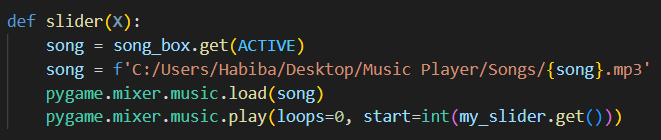 def slider(X):
    song = song_box.get(ACTIVE)
    song = f'C:/Users/Habiba/Desktop/Music Player/Songs/{song}.mp3'
    pygame.mixer.music.load(song)
    pygame.mixer.music.play(loops=0, start=int(my_slider.get()))